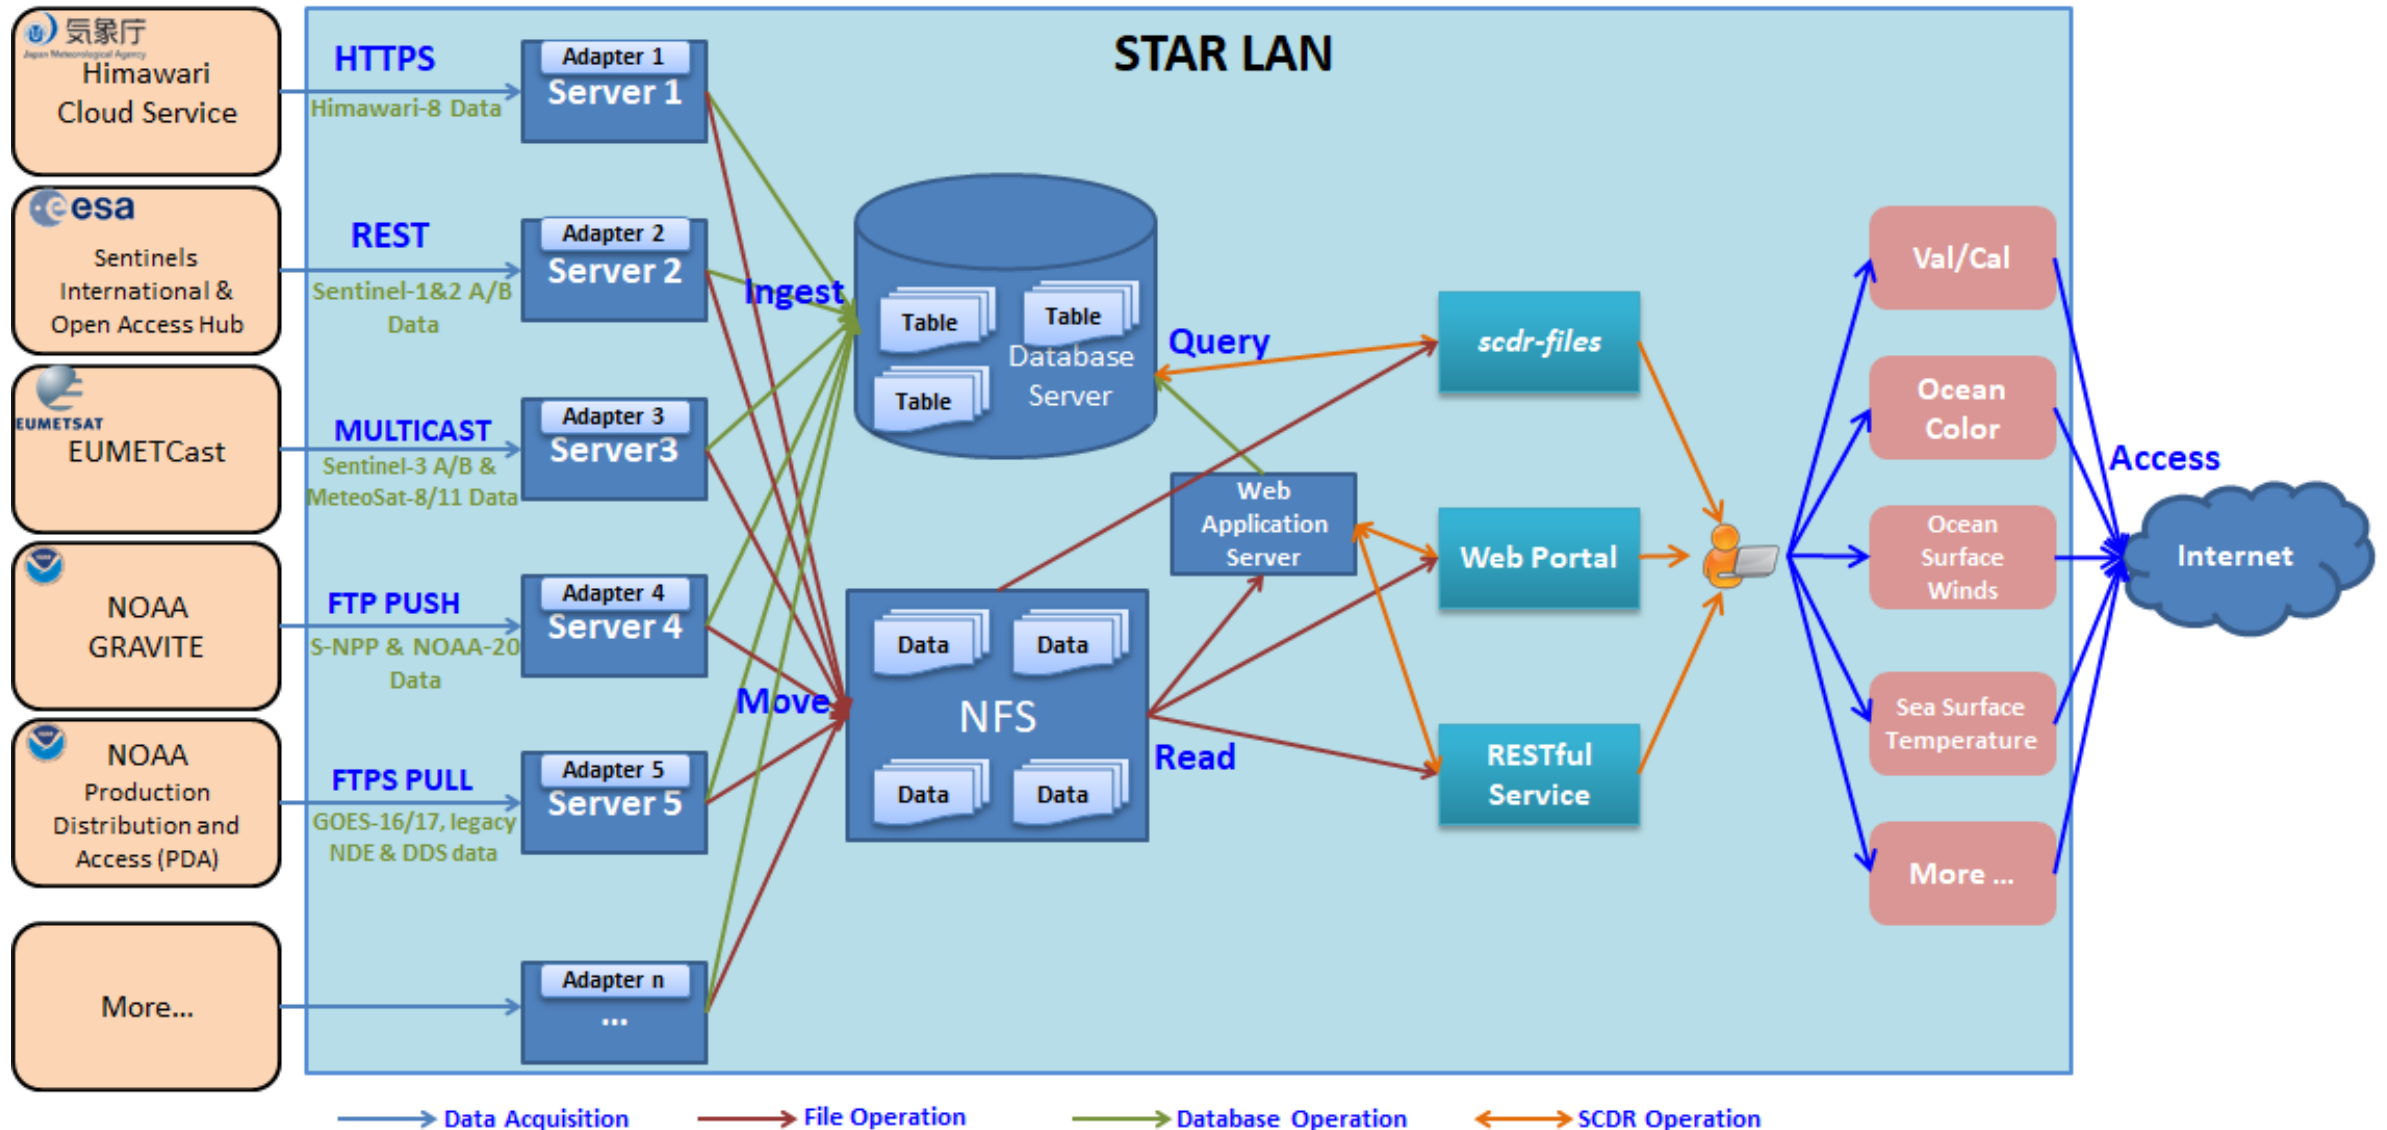 気象庁
Japan Meteorological Agency
Himawari
Cloud Service
esa
Sentinels
International &
Open Access Hub
EUMETSAT
EUMETCast
NOAA
GRAVITE
NOAA
Production
Distribution and
Access (PDA)
More...
STAR LAN
HTTPS
Himawari-8 Data
REST
Sentinel-1&2 A/B
Data
MULTICAST
Sentinel-3 A/B &
MeteoSat-8/11 Data
FTP PUSH
S-NPP & NOAA-20
Data
FTPS PULL
GOES-16/17, legacy
NDE & DDS data
Adapter 1
Server 1
Adapter 2
Server 2
Adapter 3
Server3
Adapter 4
Server 4
Adapter 5
Server 5
Adapter n
...
Ingest
Move
Table
Table
Table
Database
Server
Data
Data
NFS
Data
Data
Query
Web
Application
Server
Read
scdr-files
Web Portal
RESTful
Service
Val/Cal
Ocean
Color
Ocean
Surface
Winds
Sea Surface
Temperature
More ...
Access
Internet
Data Acquisition
File Operation
Database Operation
SCDR Operation